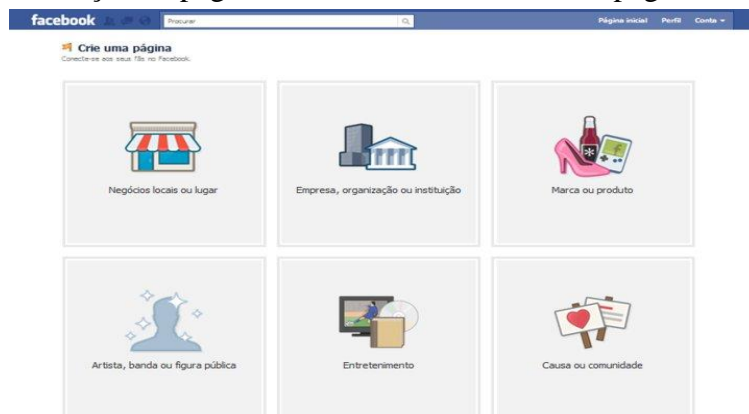 facebook Procurar Página inicial Perfil Conta
Crie uma página
Conecte-se aos seus fãs no Facebook.
Negócios locais ou lugar Empresa, organização ou instituição Marca ou produto
Artista, banda ou figura pública Entretenimento Causa ou comunidade